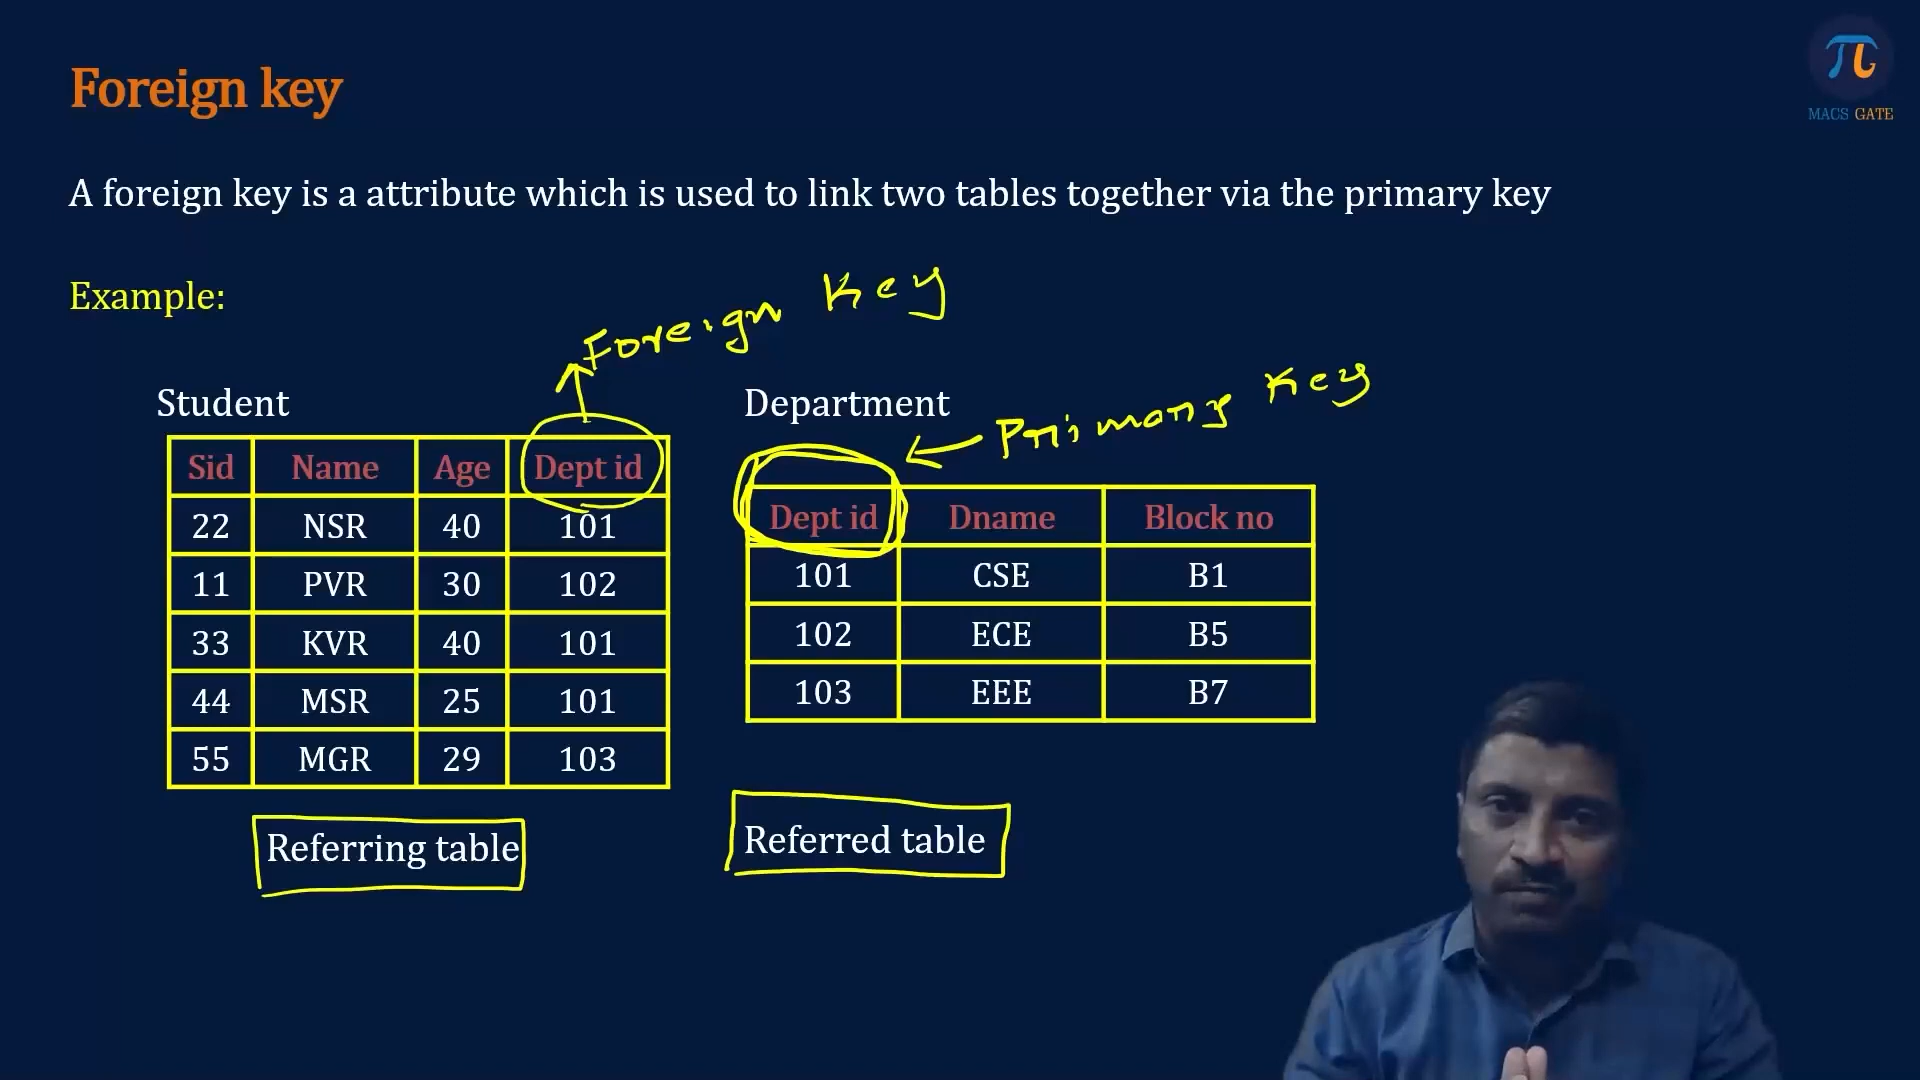 Foreign key
MACS GATE
A foreign key is a attribute which is used to link two tables together via the primary key
Example:
Foreign Key
Primary Key
Student
Sid Name Age Dept id
22 NSR 40 101
11 PVR 30 102
33 KVR 40 101
44 MSR 25 101
55 MGR 29 103
Referring table
Department
Dept id Dname Block no
101 CSE B1
102 ECE B5
103 EEE B7
Referred table